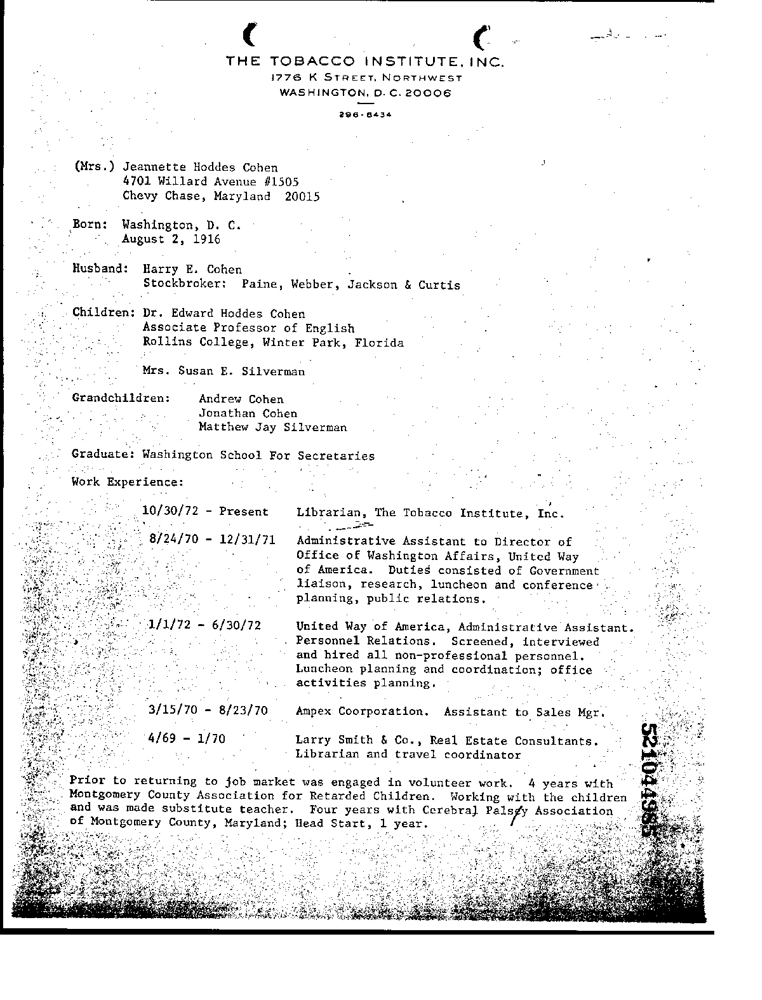 THE TOBACCO INSTITUTE, INC.
1776 K STREET, NORTHWEST
WASHINGTON, D. C. 20006
296-8434
(Mrs.) Jeannette Hoddes Cohen
4701 Willard Avenue #1505
Chevy Chase, Maryland 20015
Born: Washington, D. C.
August 2, 1916
Husband: Harry E. Cohen
Stockbroker: Paine, Webber, Jackson & Curtis
Children: Dr. Edward Hoddes Cohen
Associate Professor of English
Rollins College, Winter Park, Florida
Mrs. Susan E. Silverman
Grandchildren: Andrew Cohen
Jonathan Cohen
Matthew Jay Silverman
Graduate: Washington School For Secretaries
Work Experience:
10/30/72 - Present Librarian, The Tobacco Institute, Inc.
8/24/70 - 12/31/71 Administrative Assistant to Director of
Office of Washington Affairs, United Way
of America. Duties consisted of Government
liaison, research, luncheon and conference
planning, public relations.
1/1/72 - 6/30/72 United Way of America, Administrative Assistant.
Personnel Relations. Screened, interviewed
and hired all non-professional personnel.
Luncheon planning and coordination; office
activities planning.
3/15/70 - 8/23/70 Ampex Coorporation. Assistant to Sales Mgr.
4/69 - 1/70 Larry Smith & Co., Real Estate Consultants.
Librarian and travel coordinator
Prior to returning to job market was engaged in volunteer work. 4 years with
Montgomery County Association for Retarded Children. Working with the children
and was made substitute teacher. Four years with Cerebral Palsy Association
of Montgomery County, Maryland; Head Start, 1 year.
521044985